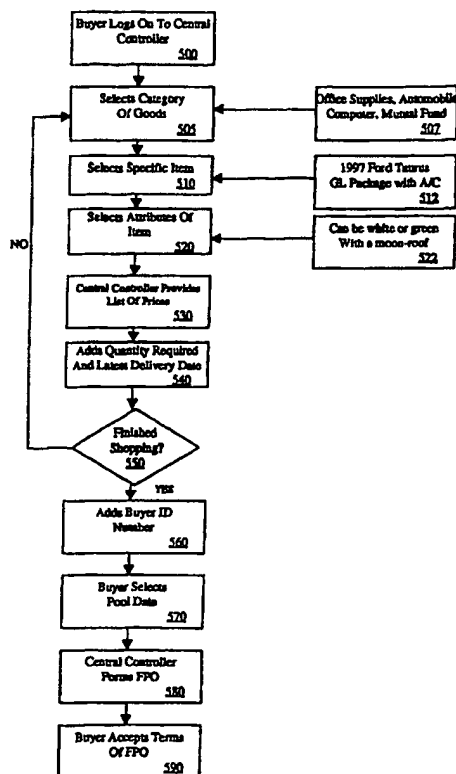 Buyer Logs On To Central
Controller
500
Selects Category
Of Goods
505
Office Supplies, Automobile
Computer, Mutual Fund
507
Selects Specific Item
510
1997 Ford Taurus
GL Package with A/C
512
NO
Selects Attributes Of
Item
520
Can be white or green
With a moon-roof
522
Central Controller Provides
List Of Prices
530
Adds Quantity Required
And Latest Delivery Date
540
Finished
Shopping?
550
YES
Adds Buyer ID
Number
560
Buyer Selects
Pool Date
570
Central Controller
Forms FPO
580
Buyer Accepts Terms
Of FPO
590